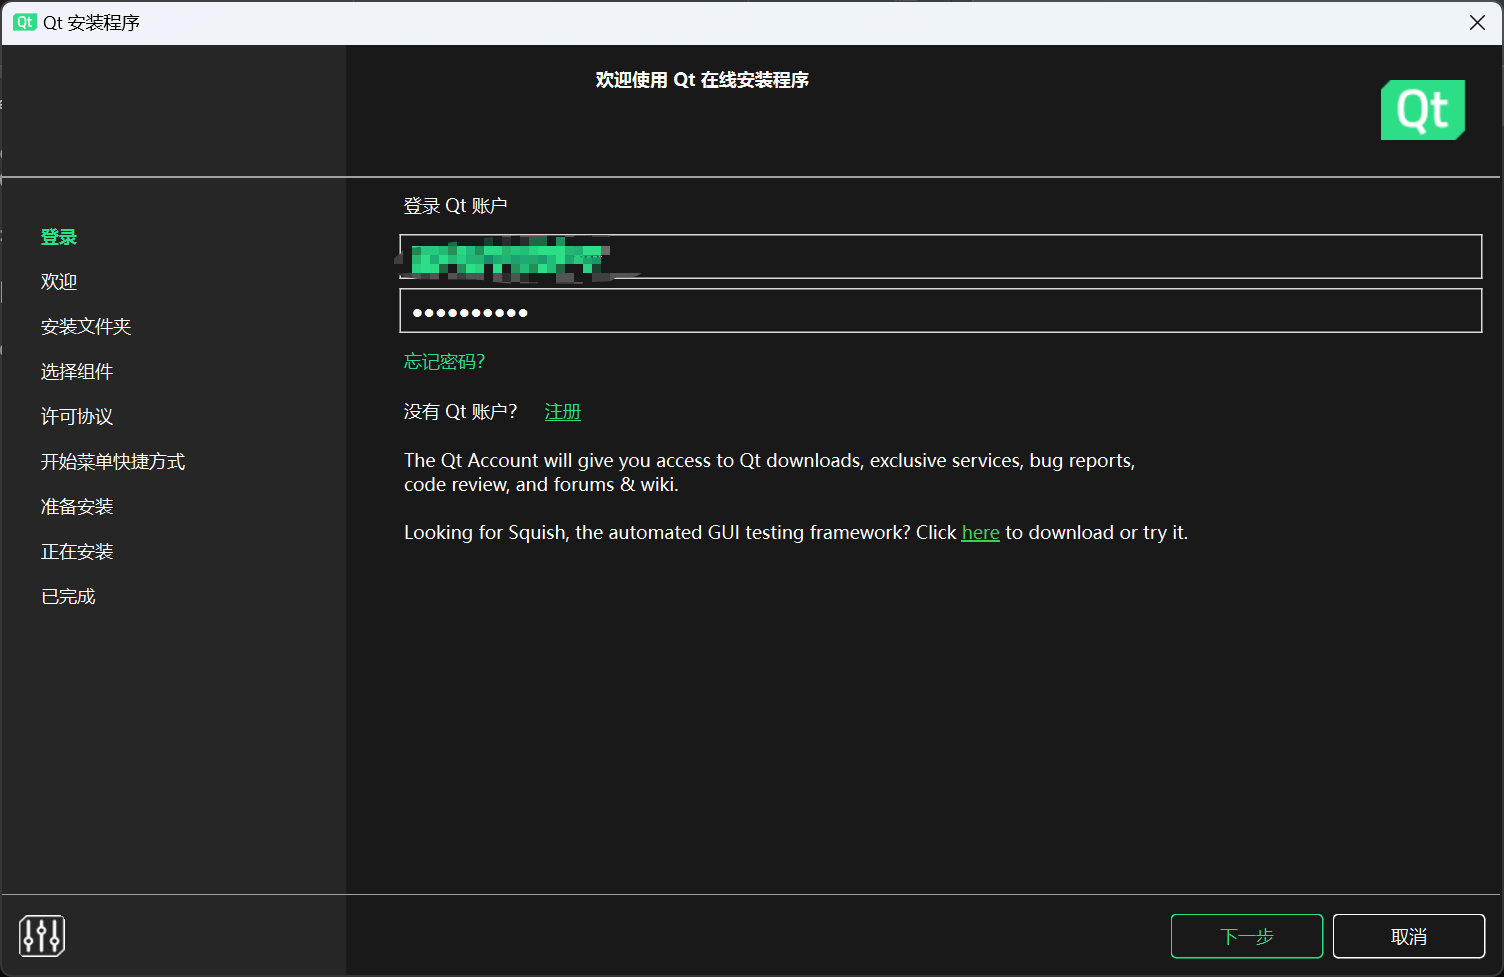 Qt Qt 安装程序
欢迎使用 Qt 在线安装程序
Qt
登录
欢迎
安装文件夹
选择组件
许可协议
开始菜单快捷方式
准备安装
正在安装
已完成
登录 Qt 账户
●●●●●●●●●●
忘记密码?
没有 Qt 账户? 注册
The Qt Account will give you access to Qt downloads, exclusive services, bug reports,
code review, and forums & wiki.
Looking for Squish, the automated GUI testing framework? Click here to download or try it.
下一步 取消